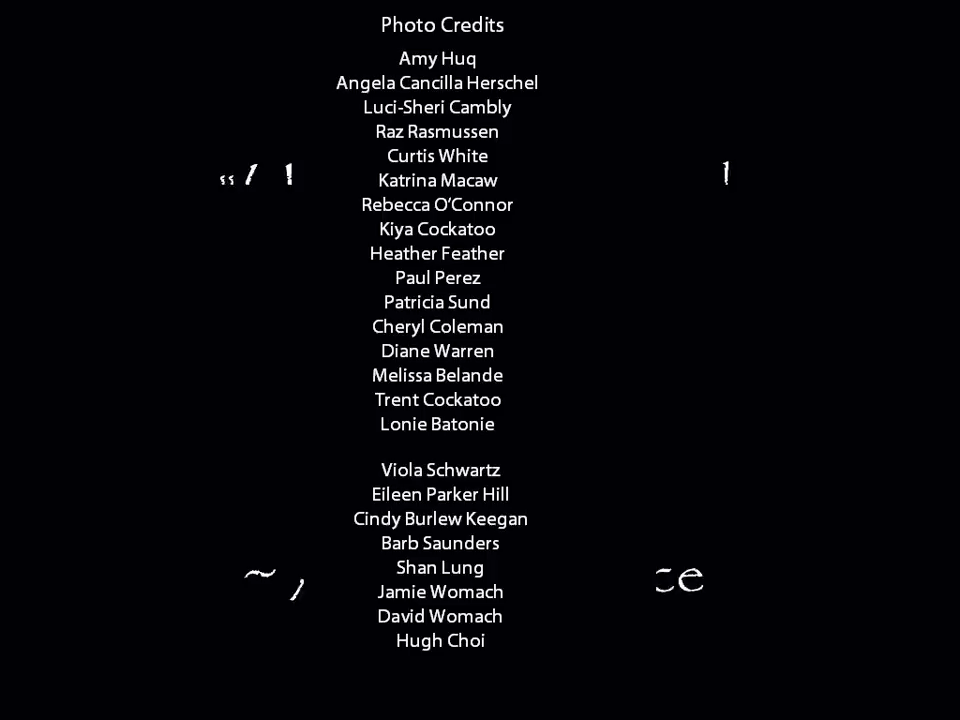 Photo Credits
Amy Huq
Angela Cancilla Herschel
Luci-Sheri Cambly
Raz Rasmussen
Curtis White
Katrina Macaw
Rebecca O'Connor
Kiya Cockatoo
Heather Feather
Paul Perez
Patricia Sund
Cheryl Coleman
Diane Warren
Melissa Belande
Trent Cockatoo
Lonie Batonie
Viola Schwartz
Eileen Parker Hill
Cindy Burlew Keegan
Barb Saunders
Shan Lung
Jamie Womach
David Womach
Hugh Choi